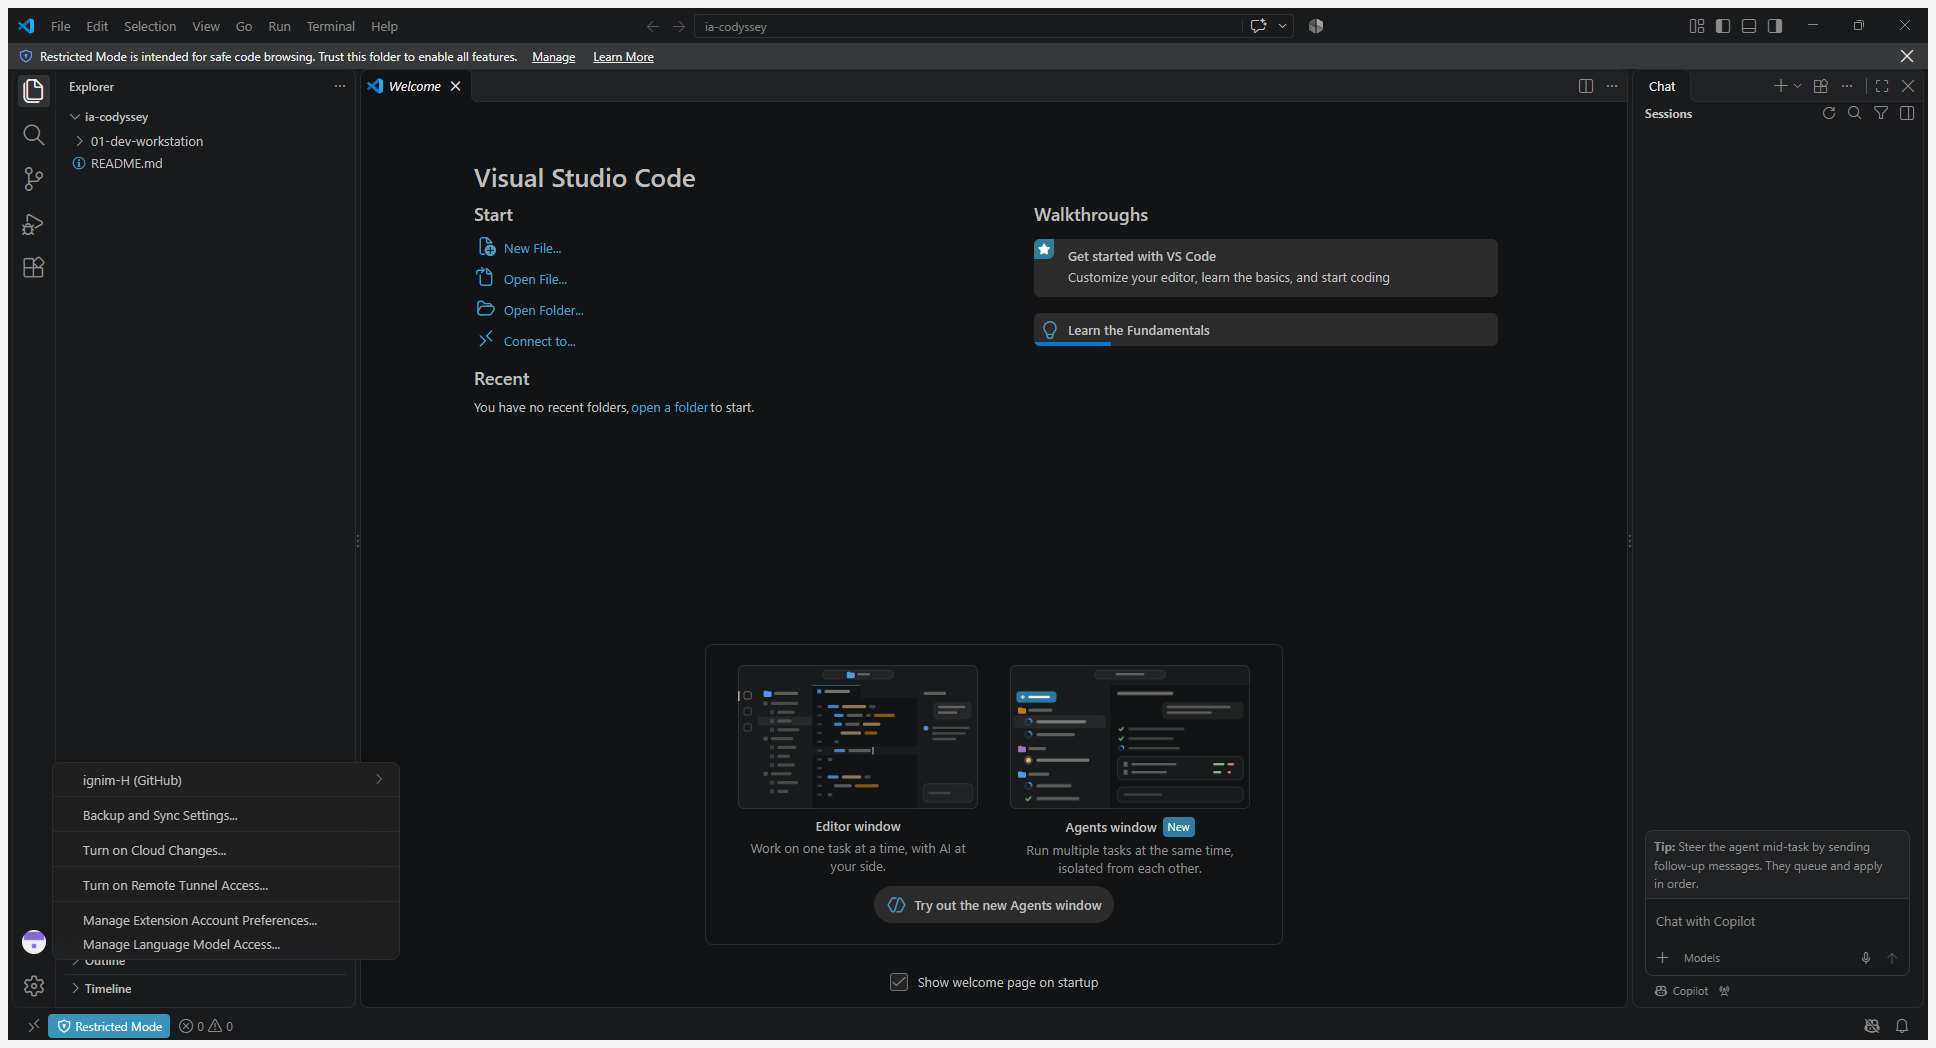 File Edit Selection View Go Run Terminal Help
ia-codyssey
Restricted Mode is intended for safe code browsing. Trust this folder to enable all features. Manage Learn More
Explorer
ia-codyssey
01-dev-workstation
README.md
Welcome
Visual Studio Code
Start
New File...
Open File...
Open Folder...
Connect to...
Recent
You have no recent folders, open a folder to start.
Walkthroughs
Get started with VS Code
Customize your editor, learn the basics, and start coding
Learn the Fundamentals
Editor window
Work on one task at a time, with AI at
your side.
Agents window New
Run multiple tasks at the same time,
isolated from each other.
Try out the new Agents window
Show welcome page on startup
Chat
Sessions
Tip: Steer the agent mid-task by sending
follow-up messages. They queue and apply
in order.
Chat with Copilot
Models
Copilot
ignim-H (GitHub)
Backup and Sync Settings...
Turn on Cloud Changes...
Turn on Remote Tunnel Access...
Manage Extension Account Preferences...
Manage Language Model Access...
Outline
Timeline
Restricted Mode 0 0